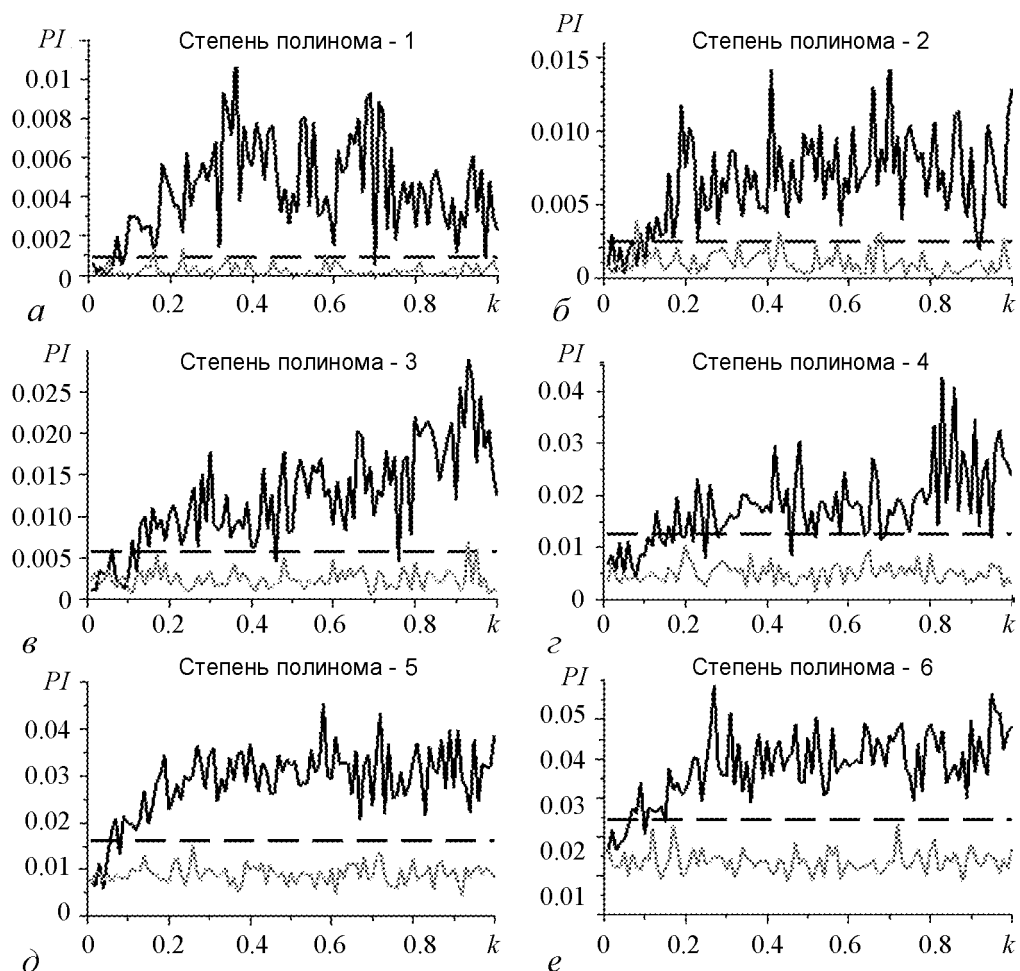 PI
Степень полинома - 1
0.01
0.008
0.006
0.004
0.002
0
0 0.2 0.4 0.6 0.8 k
а
PI
Степень полинома - 2
0.015
0.010
0.005
0
0 0.2 0.4 0.6 0.8 k
б
PI
Степень полинома - 3
0.025
0.020
0.015
0.010
0.005
0
0 0.2 0.4 0.6 0.8 k
в
PI
Степень полинома - 4
0.04
0.03
0.02
0.01
0
0 0.2 0.4 0.6 0.8 k
г
PI
Степень полинома - 5
0.04
0.03
0.02
0.01
0
0 0.2 0.4 0.6 0.8 k
д
PI
Степень полинома - 6
0.05
0.04
0.03
0.02
0.01
0 0.2 0.4 0.6 0.8 k
е